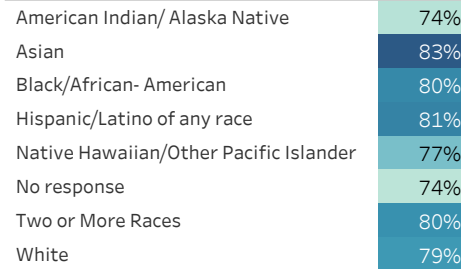 American Indian/ Alaska Native 74%
Asian 83%
Black/African- American 80%
Hispanic/Latino of any race 81%
Native Hawaiian/Other Pacific Islander 77%
No response 74%
Two or More Races 80%
White 79%